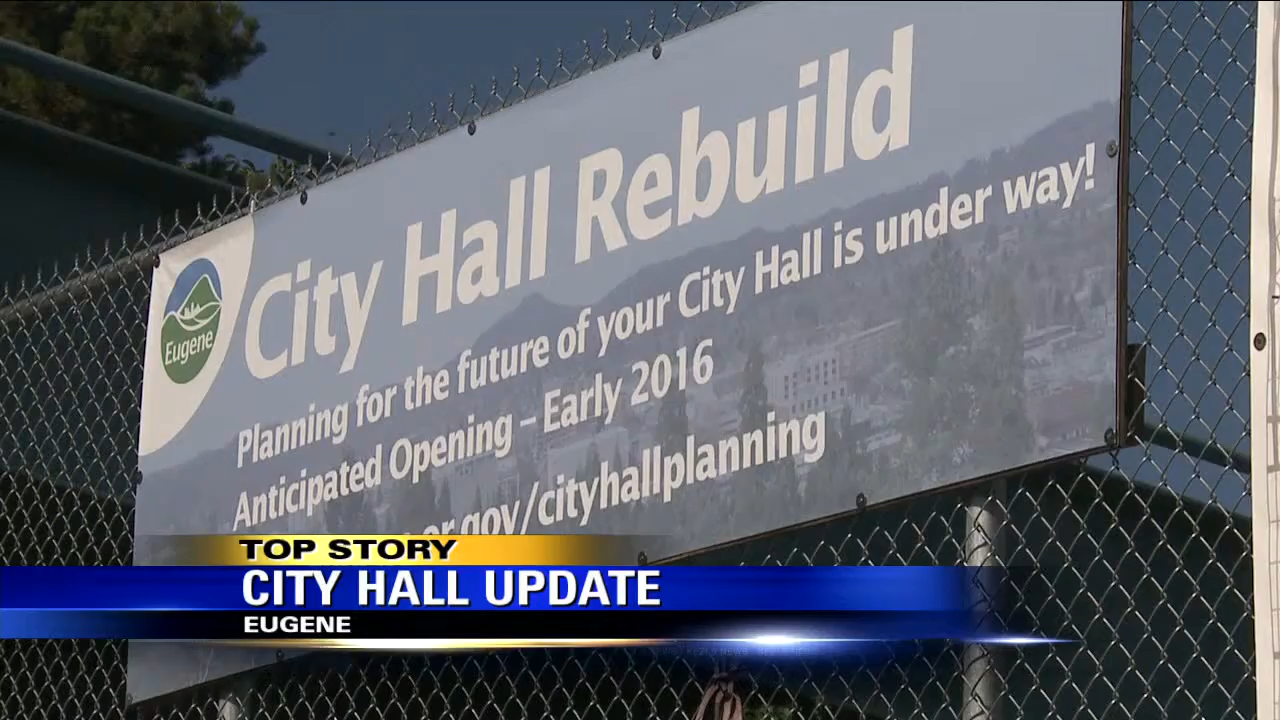 City Hall Rebuild
Eugene
Planning for the future of your City Hall is under way!
Anticipated Opening – Early 2016
er.gov/cityhallplanning
TOP STORY
CITY HALL UPDATE
EUGENE